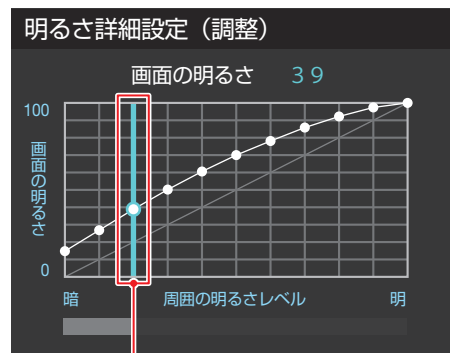 明るさ詳細設定（調整）
画面の明るさ 39
100
画面の明るさ
0
暗 周囲の明るさレベル 明